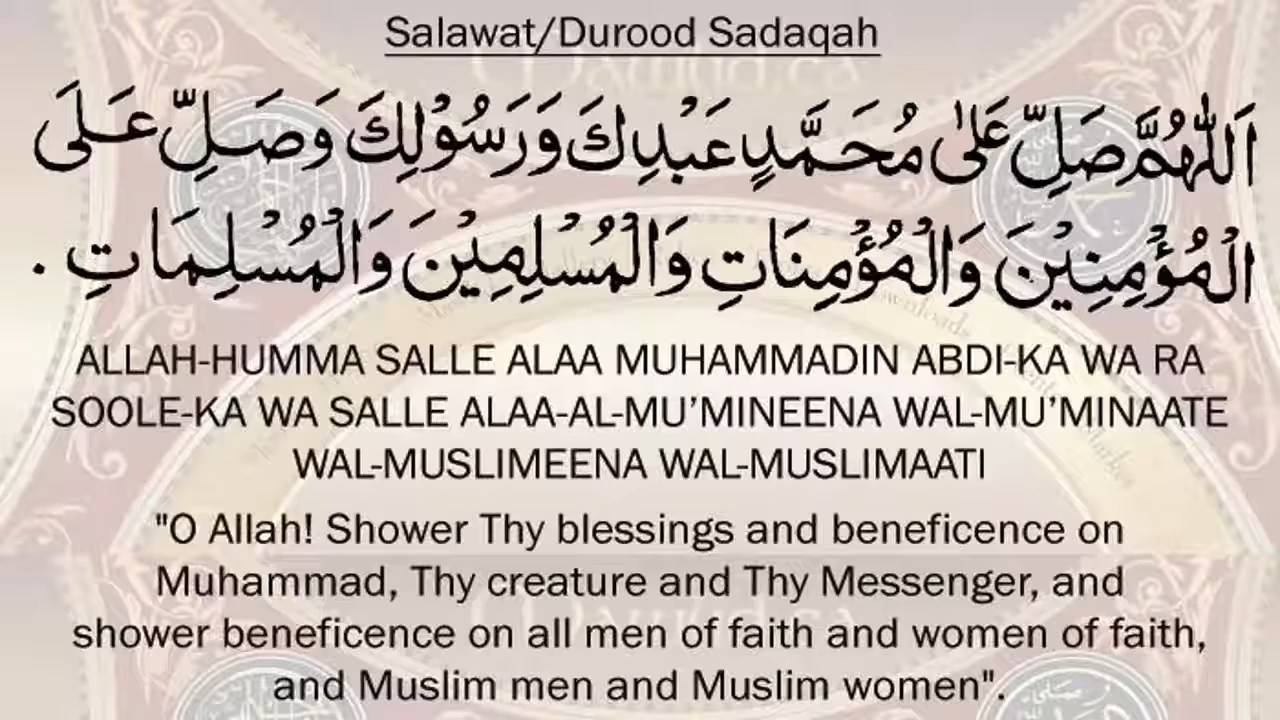 Salawat/Durood Sadaqah
اَللّٰهُمَّ صَلِّ عَلٰى مُحَمَّدٍ عَبْدِكَ وَرَسُوْلِكَ وَصَلِّ عَلَى
الْمُؤْمِنِيْنَ وَالْمُؤْمِنَاتِ وَالْمُسْلِمِيْنَ وَالْمُسْلِمَاتِ .
ALLAH-HUMMA SALLE ALAA MUHAMMADIN ABDI-KA WA RA
SOOLE-KA WA SALLE ALAA-AL-MU’MINEENA WAL-MU’MINAATE
WAL-MUSLIMEENA WAL-MUSLIMAATI
"O Allah! Shower Thy blessings and beneficence on
Muhammad, Thy creature and Thy Messenger, and
shower beneficence on all men of faith and women of faith,
and Muslim men and Muslim women".